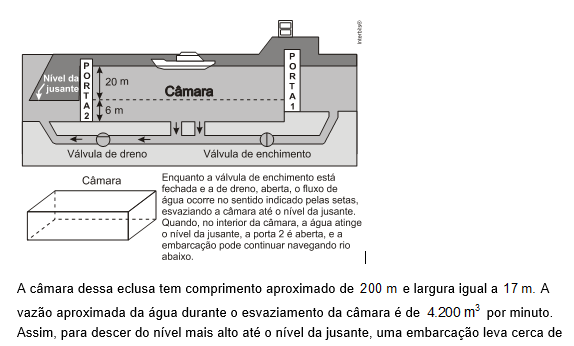 Interbits®
Nível da
jusante
PORTA 2
20 m
6 m
Câmara
PORTA 1
Válvula de dreno
Válvula de enchimento
Câmara
Enquanto a válvula de enchimento está
fechada e a de dreno, aberta, o fluxo de
água ocorre no sentido indicado pelas setas,
esvaziando a câmara até o nível da jusante.
Quando, no interior da câmara, a água atinge
o nível da jusante, a porta 2 é aberta, e a
embarcação pode continuar navegando rio
abaixo.
A câmara dessa eclusa tem comprimento aproximado de 200 m e largura igual a 17 m. A
vazão aproximada da água durante o esvaziamento da câmara é de 4.200 m³ por minuto.
Assim, para descer do nível mais alto até o nível da jusante, uma embarcação leva cerca de